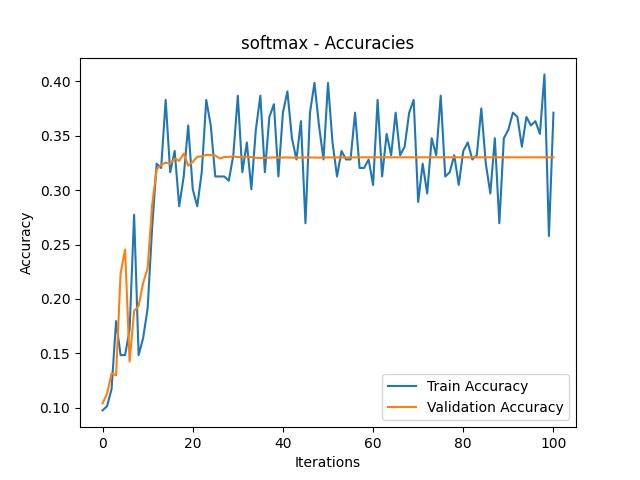 softmax - Accuracies
0.40
0.35
0.30
0.25
0.20
0.15
0.10
Accuracy
0 20 40 60 80 100
Iterations
Train Accuracy
Validation Accuracy